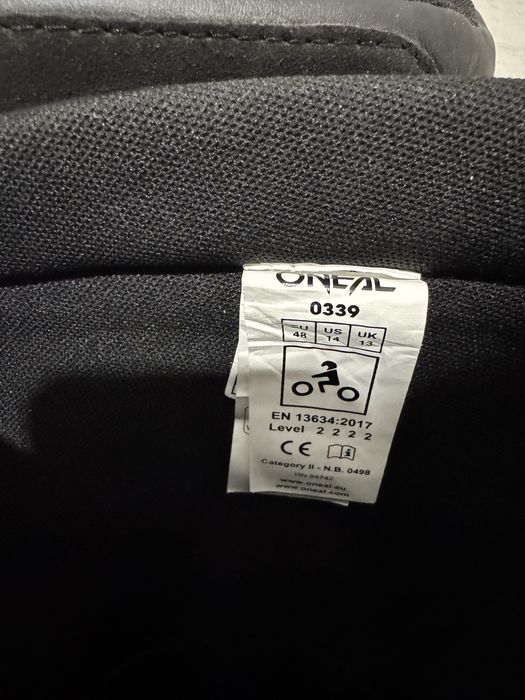 ONEAL
0339
EU US UK
48 14 13
EN 13634:2017
Level 2 2 2 2
CE i
Category II - N.B. 0498
www.oneal.eu
www.oneal.com